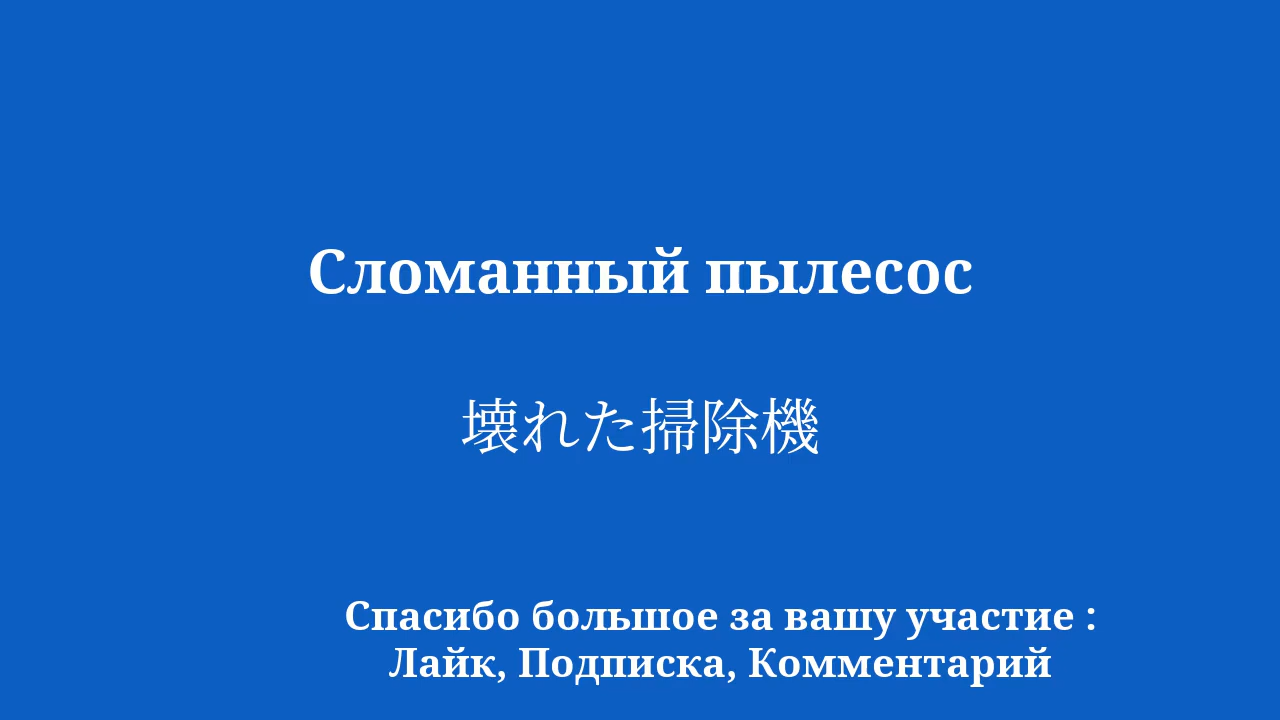 Сломанный пылесос
壊れた掃除機
Спасибо большое за вашу участие :
Лайк, Подписка, Комментарий